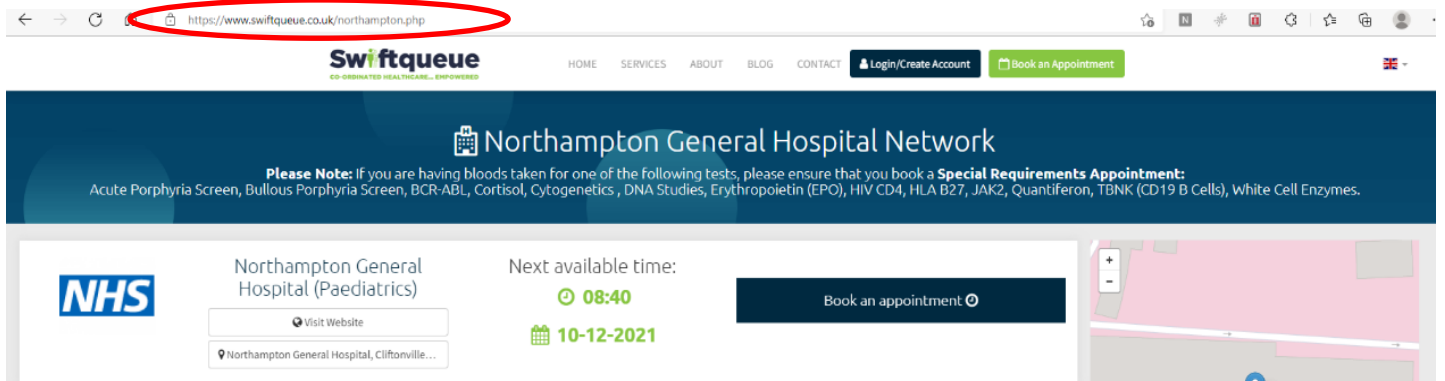 https://www.swiftqueue.co.uk/northampton.php
Swiftqueue
CO-ORDINATED HEALTHCARE... EMPOWERED
HOME SERVICES ABOUT BLOG CONTACT Login/Create Account Book an Appointment
Northampton General Hospital Network
Please Note: If you are having bloods taken for one of the following tests, please ensure that you book a Special Requirements Appointment:
Acute Porphyria Screen, Bullous Porphyria Screen, BCR-ABL, Cortisol, Cytogenetics , DNA Studies, Erythropoietin (EPO), HIV CD4, HLA B27, JAK2, Quantiferon, TBNK (CD19 B Cells), White Cell Enzymes.
NHS
Northampton General
Hospital (Paediatrics)
Visit Website
Northampton General Hospital, Cliftonville...
Next available time:
08:40
10-12-2021
Book an appointment
+
-